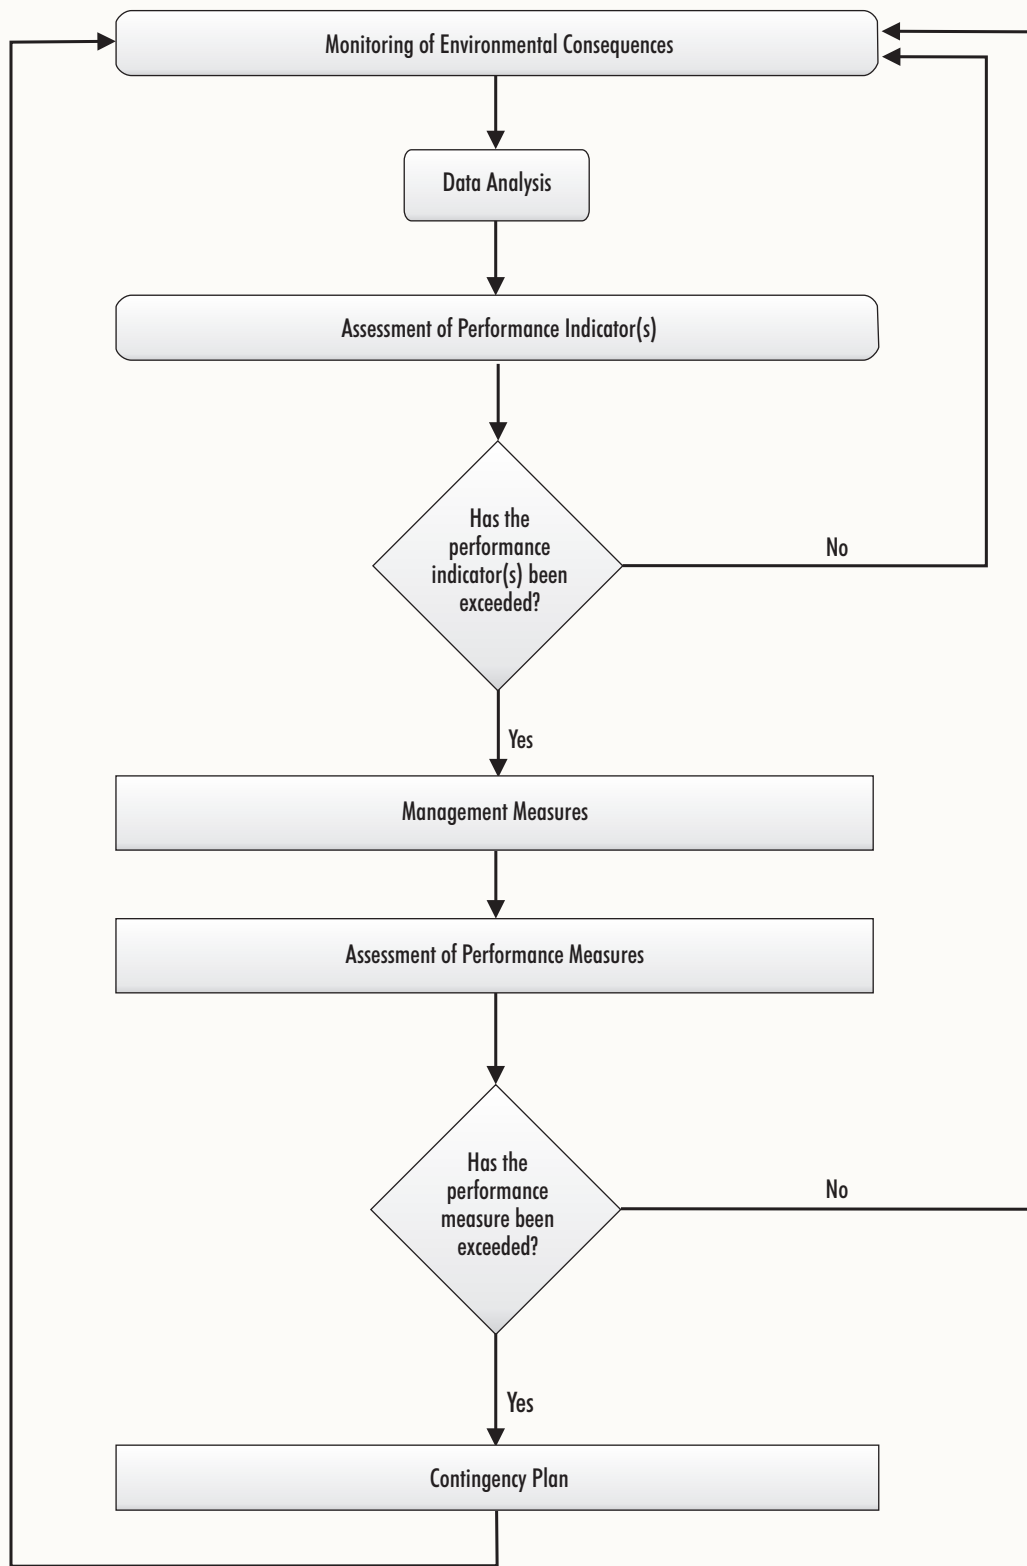 Monitoring of Environmental Consequences
Data Analysis
Assessment of Performance Indicator(s)
Has the
performance
indicator(s) been
exceeded?
No
Yes
Management Measures
Assessment of Performance Measures
Has the
performance
measure been
exceeded?
No
Yes
Contingency Plan